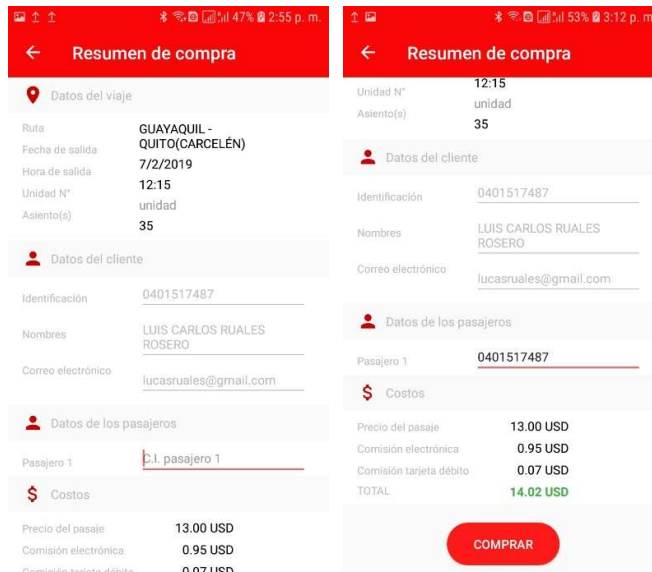 47% 2:55 p. m.
Resumen de compra
Datos del viaje
Ruta GUAYAQUIL -
QUITO(CARCELÉN)
Fecha de salida 7/2/2019
Hora de salida 12:15
Unidad N° unidad
Asiento(s) 35
Datos del cliente
Identificación 0401517487
Nombres LUIS CARLOS RUALES
ROSERO
Correo electrónico lucasruales@gmail.com
Datos de los pasajeros
Pasajero 1 C.I. pasajero 1
$ Costos
Precio del pasaje 13.00 USD
Comisión electrónica 0.95 USD
Comisión tarjeta débito 0.07 USD
53% 3:12 p. m
Resumen de compra
12:15
Unidad N° unidad
Asiento(s) 35
Datos del cliente
Identificación 0401517487
Nombres LUIS CARLOS RUALES
ROSERO
Correo electrónico lucasruales@gmail.com
Datos de los pasajeros
Pasajero 1 0401517487
$ Costos
Precio del pasaje 13.00 USD
Comisión electrónica 0.95 USD
Comisión tarjeta débito 0.07 USD
TOTAL 14.02 USD
COMPRAR